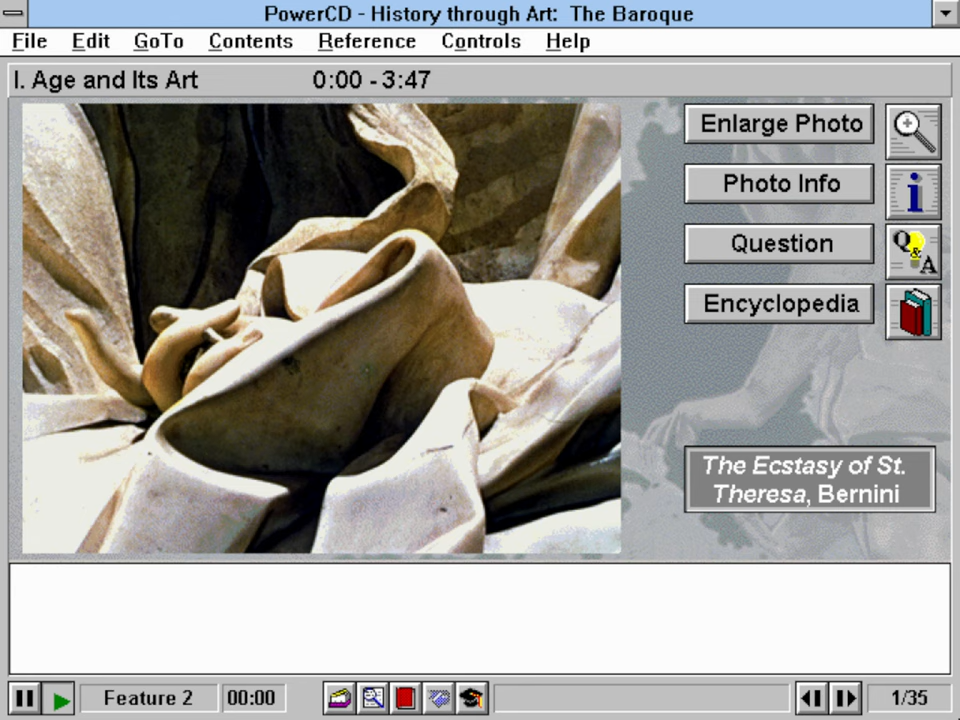 PowerCD - History through Art: The Baroque
File Edit GoTo Contents Reference Controls Help
I. Age and Its Art 0:00 - 3:47
Enlarge Photo
Photo Info
i
Question
Q & A
Encyclopedia
The Ecstasy of St.
Theresa, Bernini
Feature 2 00:00 1/35